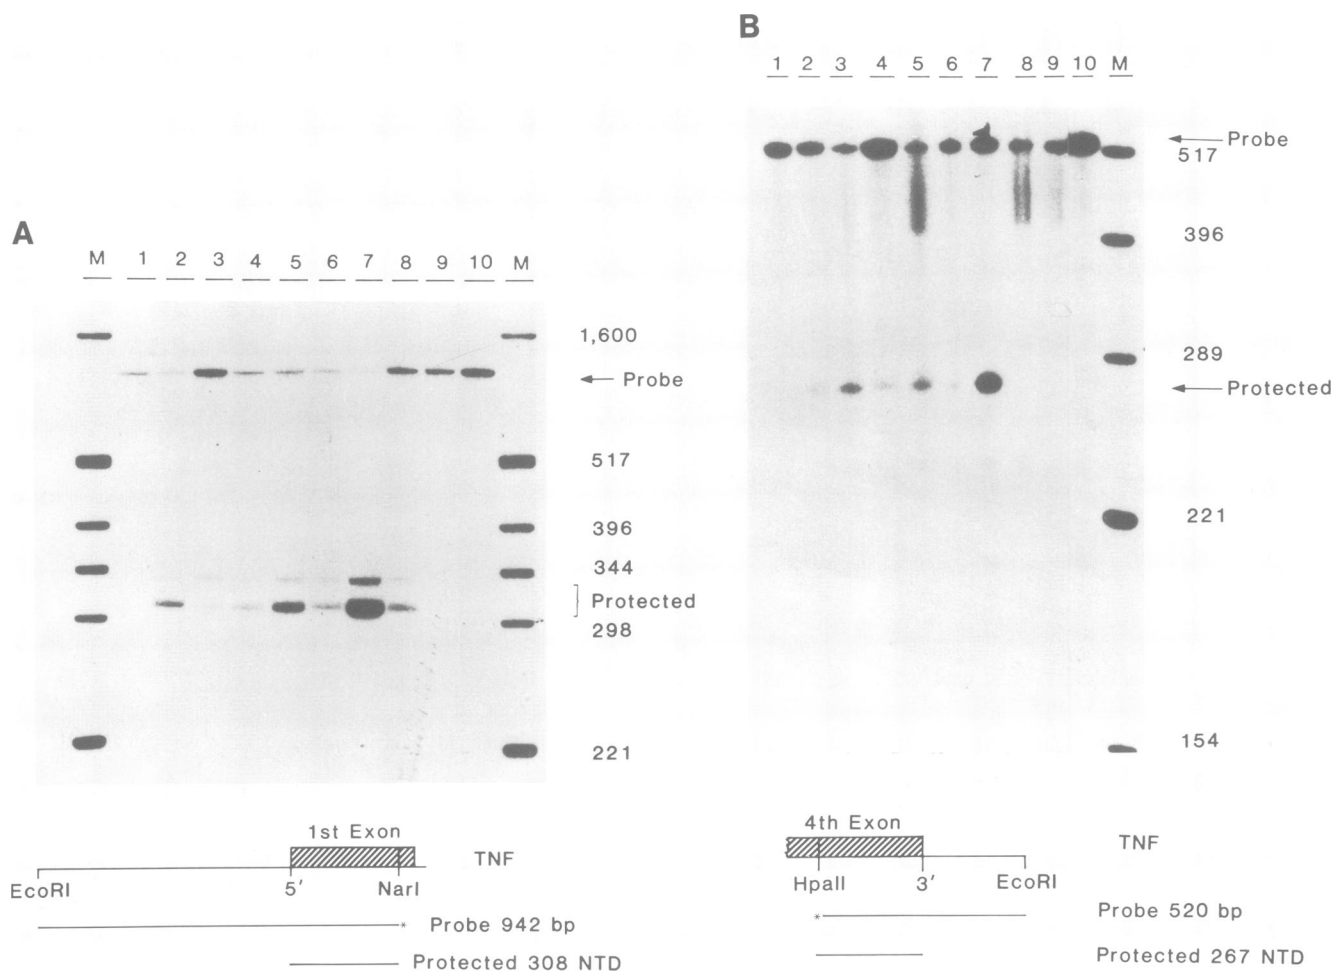 A
M 1 2 3 4 5 6 7 8 9 10 M
1,600
Probe
517
396
344
Protected
298
221
1st Exon
TNF
EcoRI 5′ NarI
* Probe 942 bp
Protected 308 NTD
B
1 2 3 4 5 6 7 8 9 10 M
Probe
517
396
289
Protected
221
154
4th Exon
TNF
HpaII 3′ EcoRI
* Probe 520 bp
Protected 267 NTD